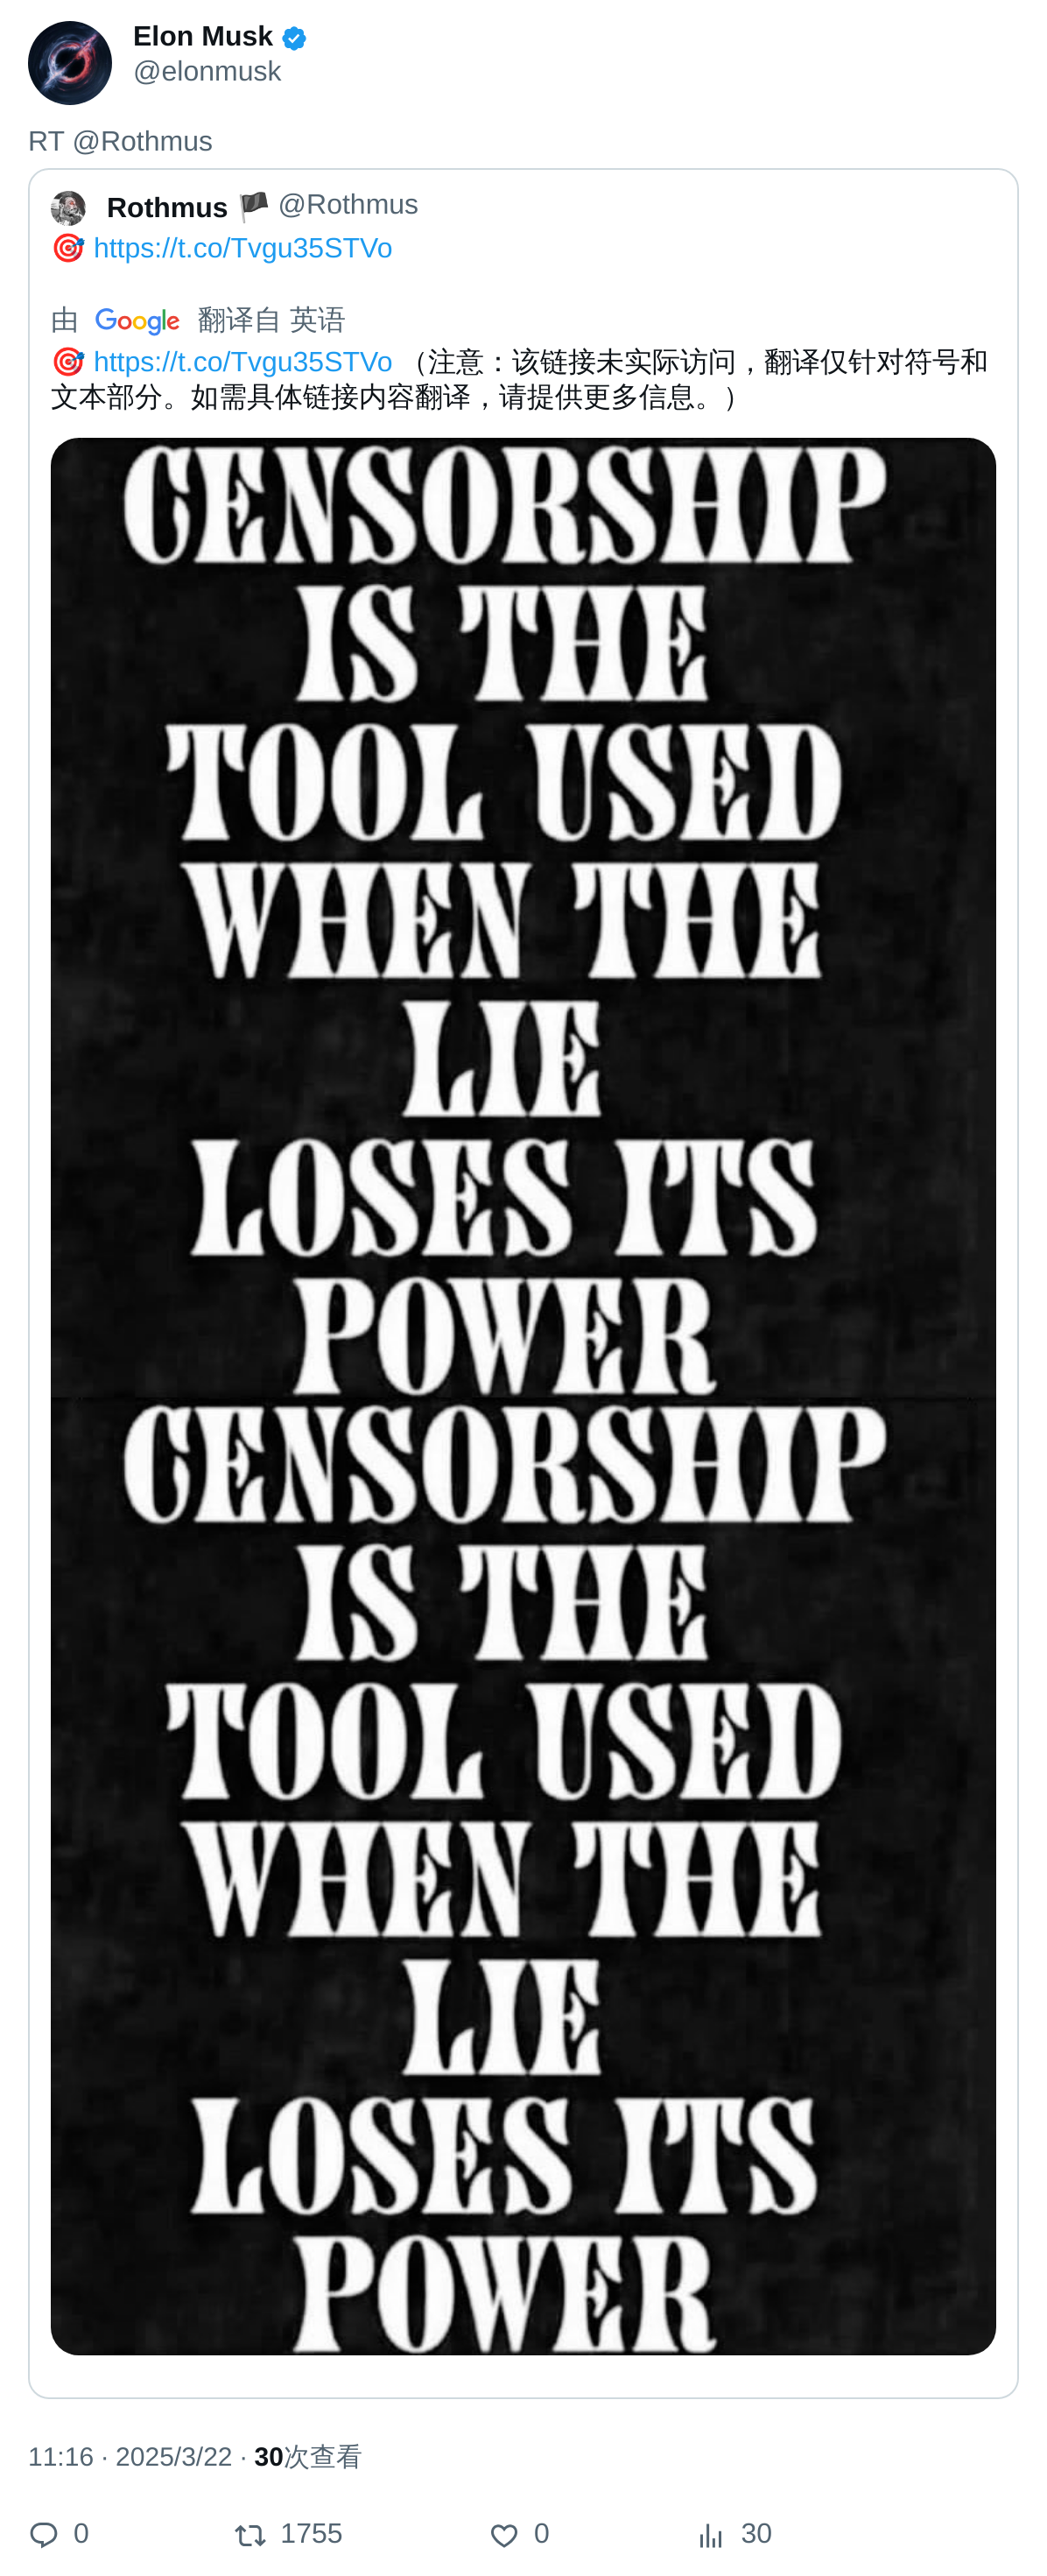 Elon Musk
@elonmusk
RT @Rothmus
Rothmus 🏴 @Rothmus
🎯 https://t.co/Tvgu35STVo
由 Google 翻译自 英语
🎯 https://t.co/Tvgu35STVo （注意：该链接未实际访问，翻译仅针对符号和
文本部分。如需具体链接内容翻译，请提供更多信息。）
CENSORSHIP
IS THE
TOOL USED
WHEN THE
LIE
LOSES ITS
POWER
CENSORSHIP
IS THE
TOOL USED
WHEN THE
LIE
LOSES ITS
POWER
11:16 · 2025/3/22 · 30次查看
0 1755 0 30